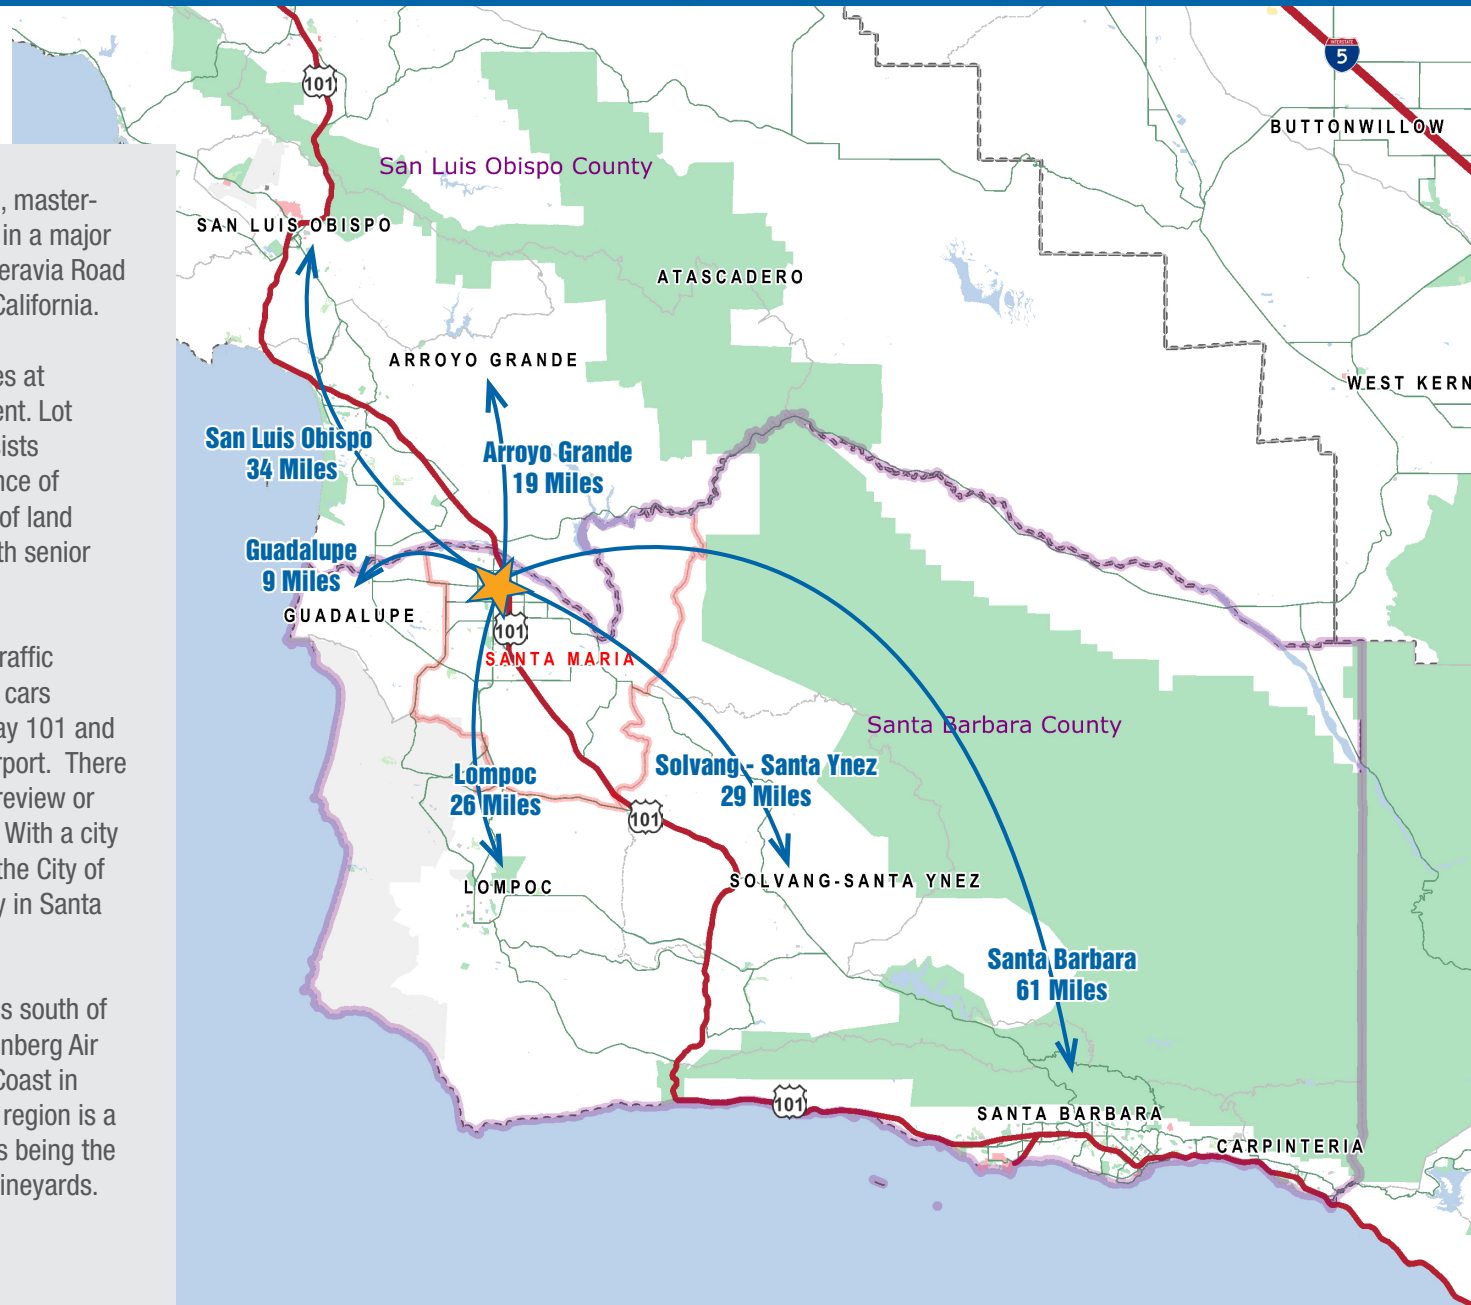 , master-
in a major
eravia Road
California.
es at
ent. Lot
sists
nce of
of land
th senior
raffic
cars
ay 101 and
rport. There
review or
With a city
the City of
y in Santa
s south of
nberg Air
Coast in
region is a
s being the
vineyards.
101
INTERSTATE
5
BUTTONWILLOW
San Luis Obispo County
SAN LUIS OBISPO
ATASCADERO
ARROYO GRANDE
WEST KERN
San Luis Obispo
34 Miles
Arroyo Grande
19 Miles
Guadalupe
9 Miles
GUADALUPE
101
SANTA MARIA
Santa Barbara County
Lompoc
26 Miles
Solvang - Santa Ynez
29 Miles
101
LOMPOC
SOLVANG-SANTA YNEZ
Santa Barbara
61 Miles
101
SANTA BARBARA
CARPINTERIA